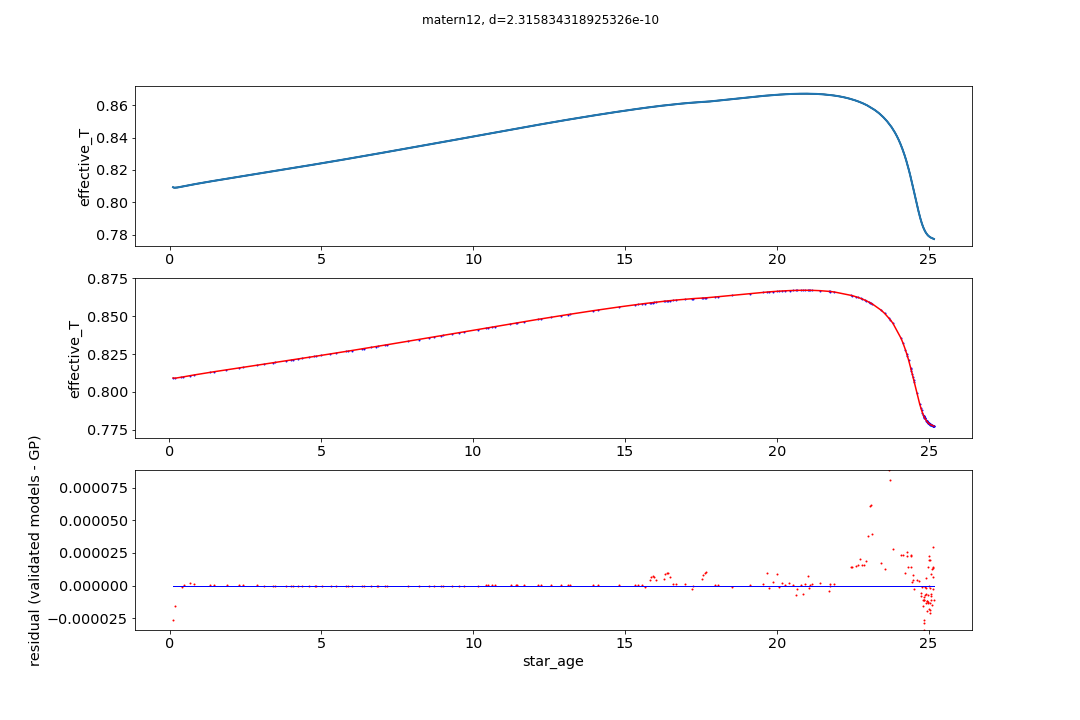 matern12, d=2.315834318925326e-10
effective_T
0.86
0.84
0.82
0.80
0.78
0 5 10 15 20 25
effective_T
0.875
0.850
0.825
0.800
0.775
0 5 10 15 20 25
residual (validated models - GP)
0.000075
0.000050
0.000025
0.000000
−0.000025
0 5 10 15 20 25
star_age